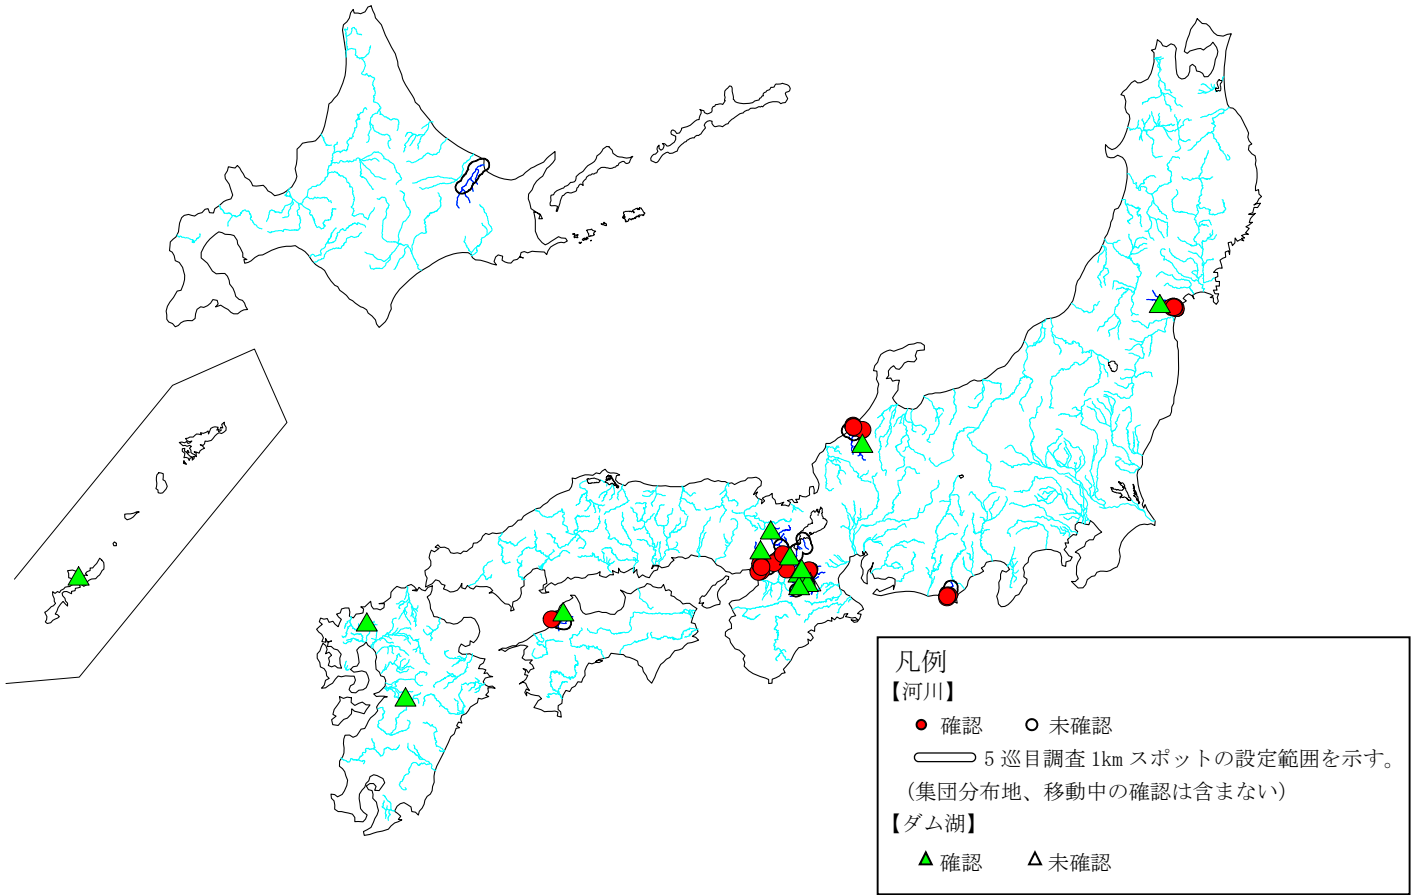 凡例
【河川】
確認 未確認
5 巡目調査 1km スポットの設定範囲を示す。
（集団分布地、移動中の確認は含まない）
【ダム湖】
確認 未確認